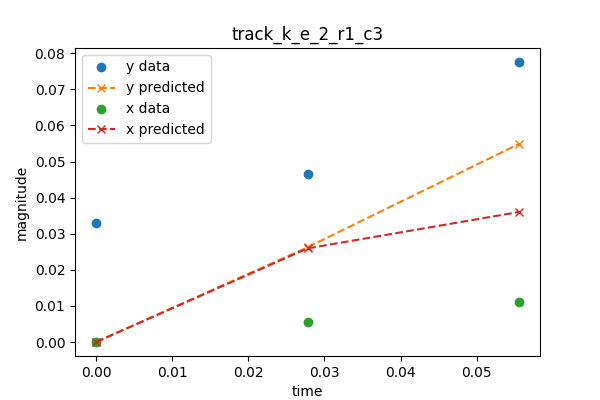 track_k_e_2_r1_c3
0.08
0.07
0.06
0.05
0.04
0.03
0.02
0.01
0.00
magnitude
y data
y predicted
x data
x predicted
0.00 0.01 0.02 0.03 0.04 0.05
time